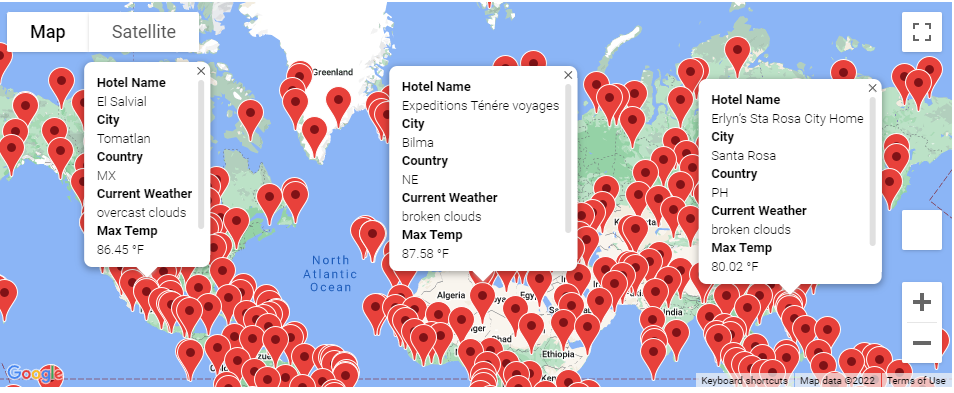 Map
Satellite
Greenland
Hotel Name
El Salvial
City
Tomatlan
Country
MX
Current Weather
overcast clouds
Max Temp
86.45 °F
Hotel Name
Expeditions Ténére voyages
City
Bilma
Country
NE
Current Weather
broken clouds
Max Temp
87.58 °F
Hotel Name
Erlyn's Sta Rosa City Home
City
Santa Rosa
Country
PH
Current Weather
broken clouds
Max Temp
80.02 °F
North
Atlantic
Ocean
Algeria
India
Ethiopia
Google
Keyboard shortcuts
Map data ©2022
Terms of Use